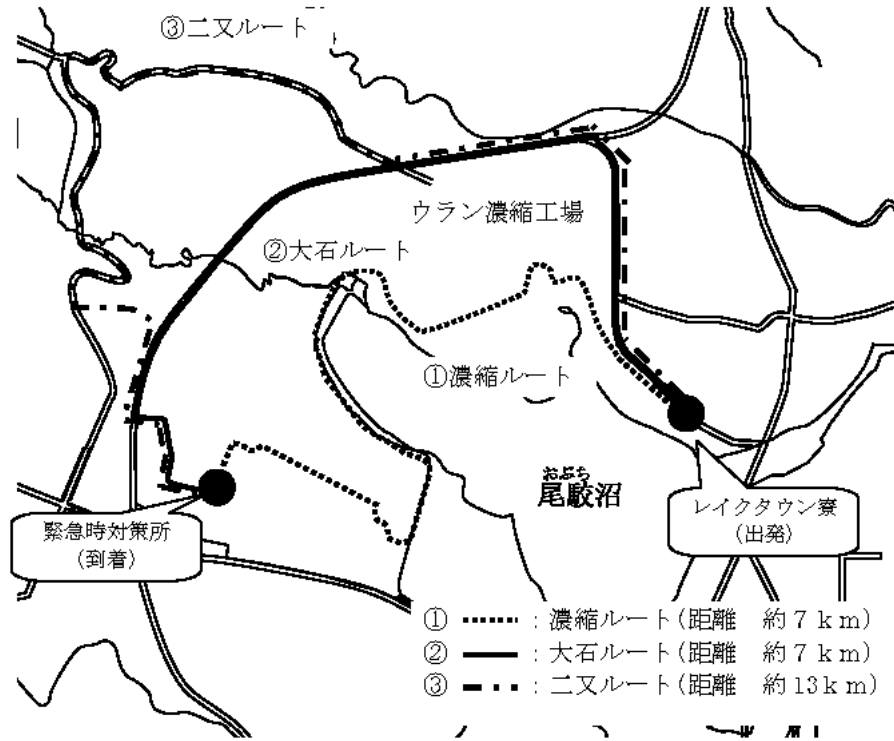 ③二又ルート
ウラン濃縮工場
②大石ルート
①濃縮ルート
おぶち
尾駮沼
レイクタウン寮
(出発)
緊急時対策所
(到着)
① : 濃縮ルート(距離 約7km)
② : 大石ルート(距離 約7km)
③ : 二又ルート(距離 約13km)